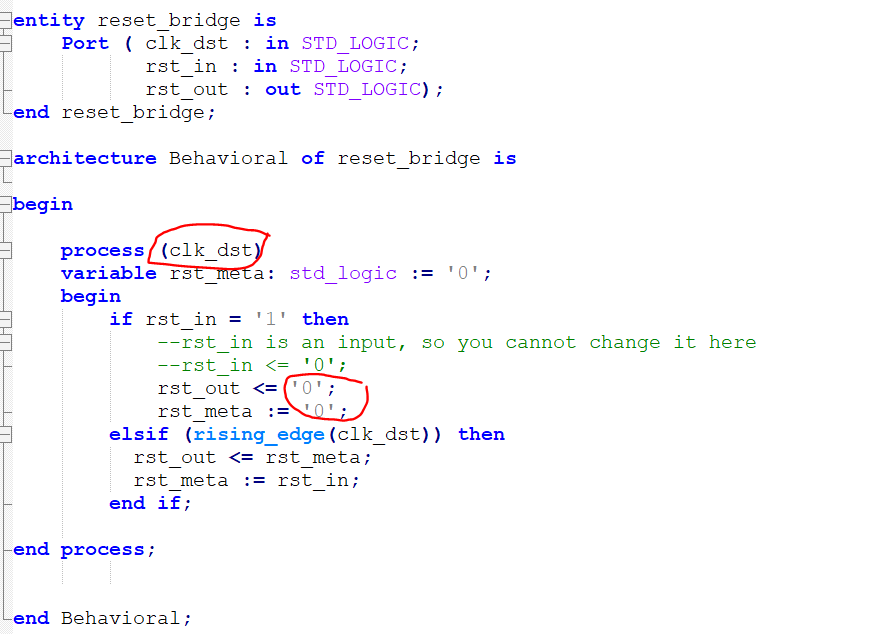 entity reset_bridge is
Port ( clk_dst : in STD_LOGIC;
rst_in : in STD_LOGIC;
rst_out : out STD_LOGIC);
end reset_bridge;
architecture Behavioral of reset_bridge is
begin
process (clk_dst)
variable rst_meta: std_logic := '0';
begin
if rst_in = '1' then
--rst_in is an input, so you cannot change it here
--rst_in <= '0';
rst_out <= '0';
rst_meta := '0';
elsif (rising_edge(clk_dst)) then
rst_out <= rst_meta;
rst_meta := rst_in;
end if;
end process;
end Behavioral;